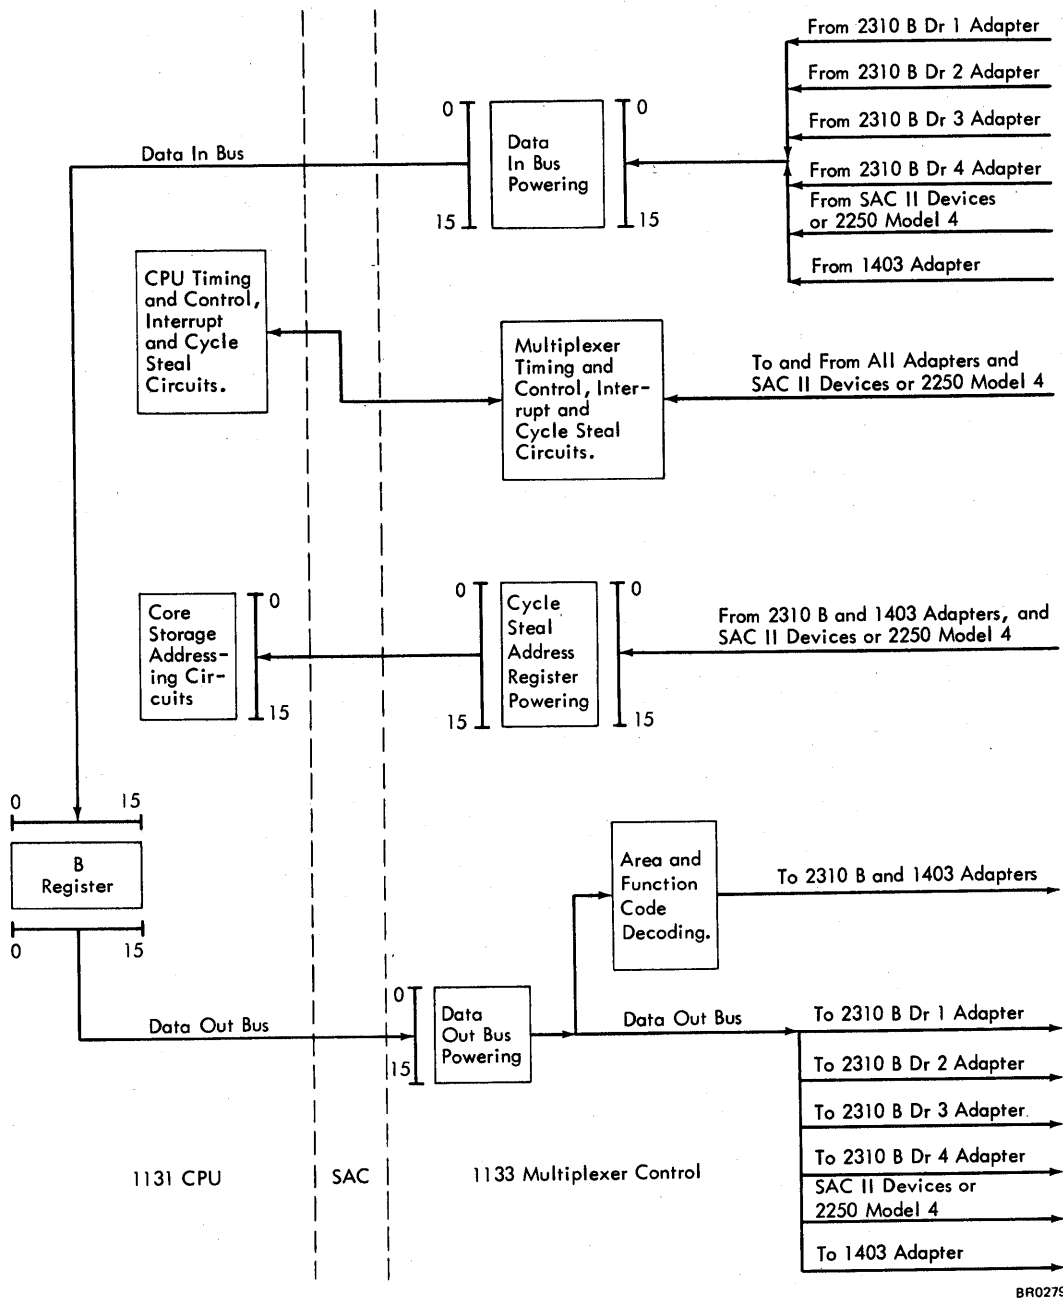 From 2310 B Dr 1 Adapter
From 2310 B Dr 2 Adapter
From 2310 B Dr 3 Adapter
From 2310 B Dr 4 Adapter
From SAC II Devices
or 2250 Model 4
From 1403 Adapter
0
15
Data
In Bus
Powering
0
15
Data In Bus
CPU Timing
and Control,
Interrupt
and Cycle
Steal
Circuits.
Multiplexer
Timing and
Control, Inter-
rupt and
Cycle Steal
Circuits.
To and From All Adapters and
SAC II Devices or 2250 Model 4
Core
Storage
Address-
ing Cir-
cuits
0
15
0
15
Cycle
Steal
Address
Register
Powering
0
15
From 2310 B and 1403 Adapters, and
SAC II Devices or 2250 Model 4
0 15
B
Register
0 15
Area and
Function
Code
Decoding.
To 2310 B and 1403 Adapters
Data Out Bus
0
15
Data
Out Bus
Powering
Data Out Bus
To 2310 B Dr 1 Adapter
To 2310 B Dr 2 Adapter
To 2310 B Dr 3 Adapter
To 2310 B Dr 4 Adapter
SAC II Devices or
2250 Model 4
To 1403 Adapter
1131 CPU
SAC
1133 Multiplexer Control